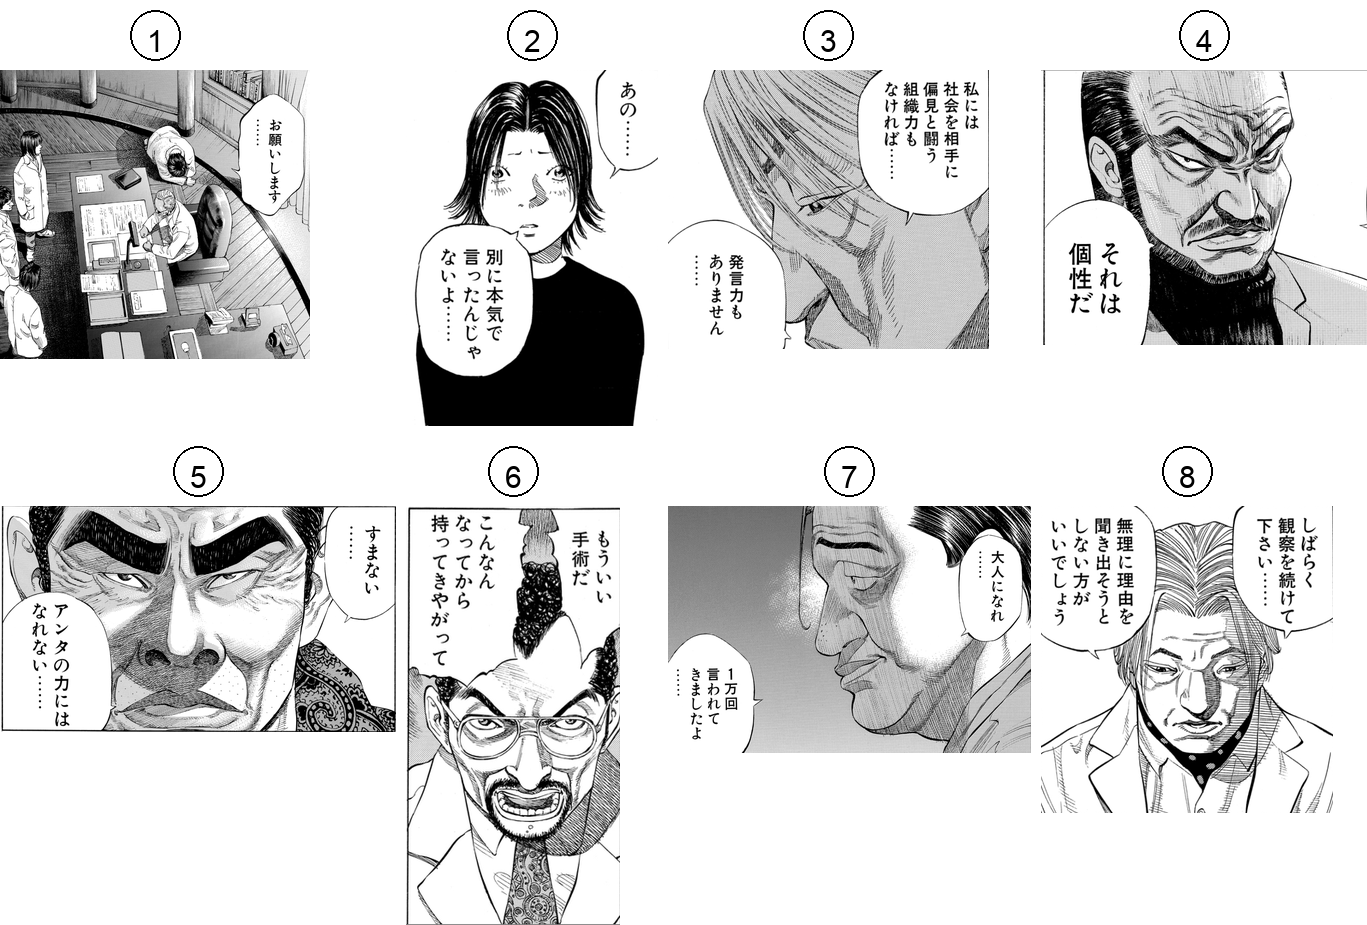 1
お願いします
……
2
あの……
別に本気で
言ったんじゃ
ないよ……
3
私には
社会を相手に
偏見と闘う
組織力も
なければ……
発言力も
ありません
……
4
それは
個性だ
5
すまない
……
アンタの力には
なれない……
6
もういい
手術だ
こんなん
なってから
持ってきやがって
7
大人になれ
……
1万回
言われて
きましたよ
……
8
しばらく
観察を続けて
下さい……
無理に理由を
聞き出そうと
しない方が
いいでしょう